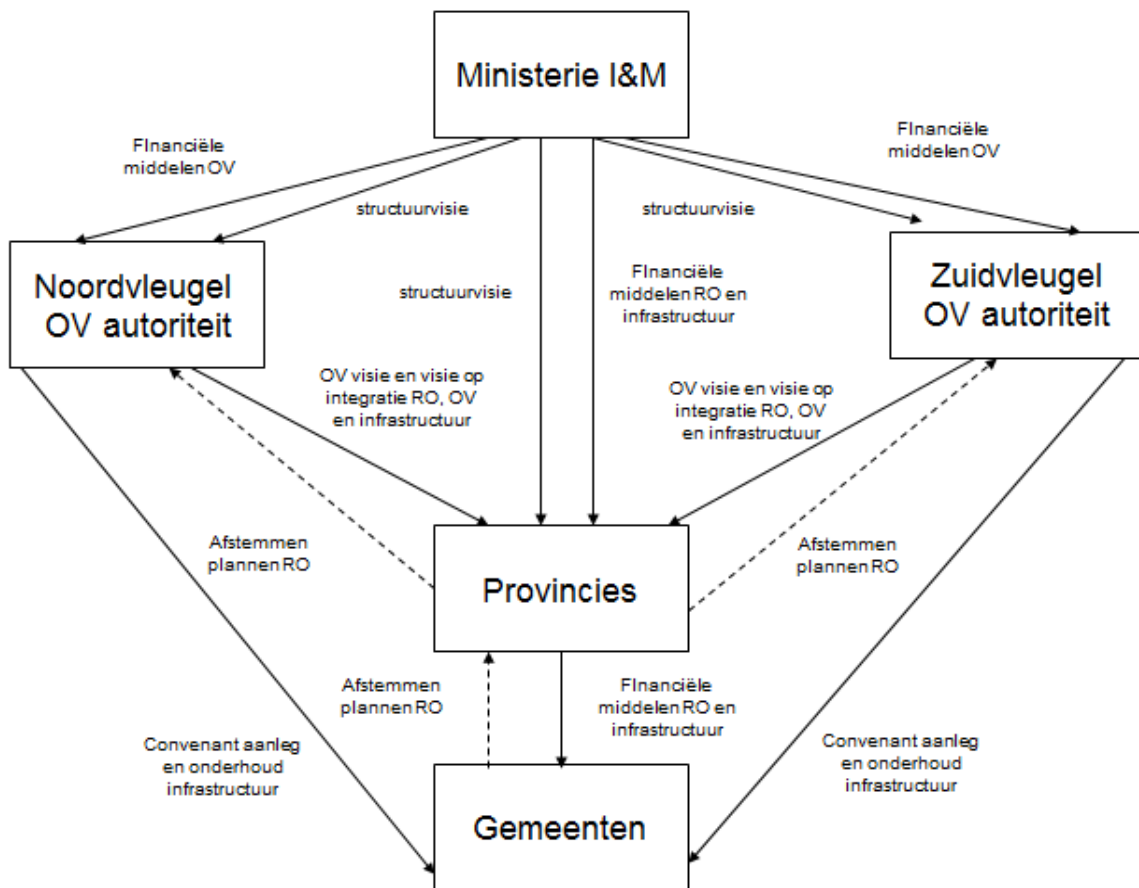 Ministerie I&M
FInanciële
middelen OV
FInanciële
middelen OV
structuurvisie
structuurvisie
Noordvleugel
OV autoriteit
Zuidvleugel
OV autoriteit
structuurvisie
FInanciële
middelen RO en
infrastructuur
OV visie en visie op
integratie RO, OV
en infrastructuur
OV visie en visie op
integratie RO, OV
en infrastructuur
Afstemmen
plannen RO
Afstemmen
plannen RO
Provincies
Afstemmen
plannen RO
FInanciële
middelen RO en
infrastructuur
Convenant aanleg
en onderhoud
infrastructuur
Convenant aanleg
en onderhoud
infrastructuur
Gemeenten